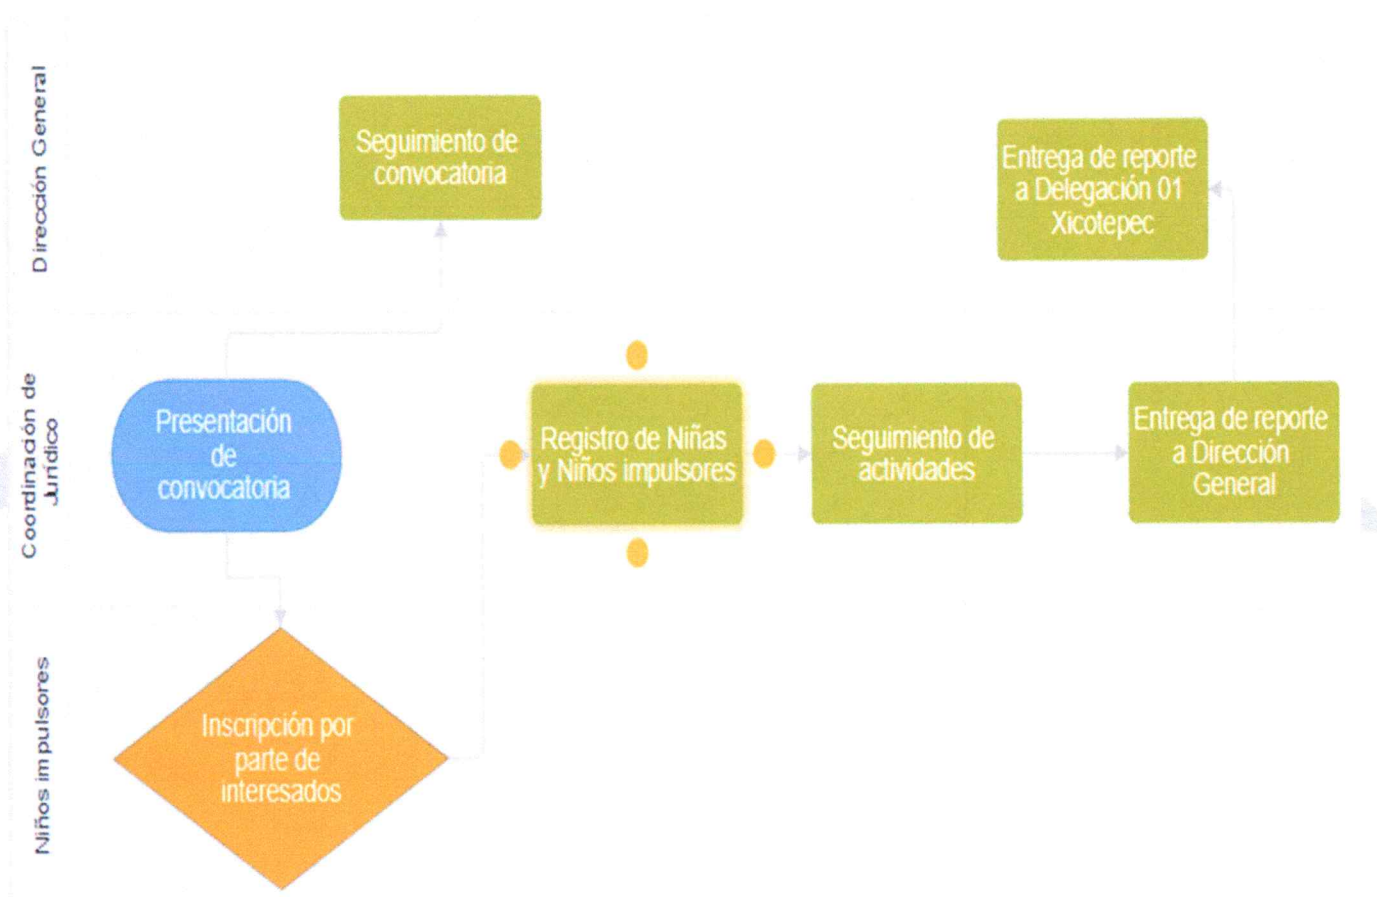 Dirección General
Seguimiento de
convocatoria
Entrega de reporte
a Delegación 01
Xicotepec
Coordinación de
Jurídico
Presentación
de
convocatoria
Registro de Niñas
y Niños impulsores
Seguimiento de
actividades
Entrega de reporte
a Dirección
General
Niños impulsores
Inscripción por
parte de
interesados